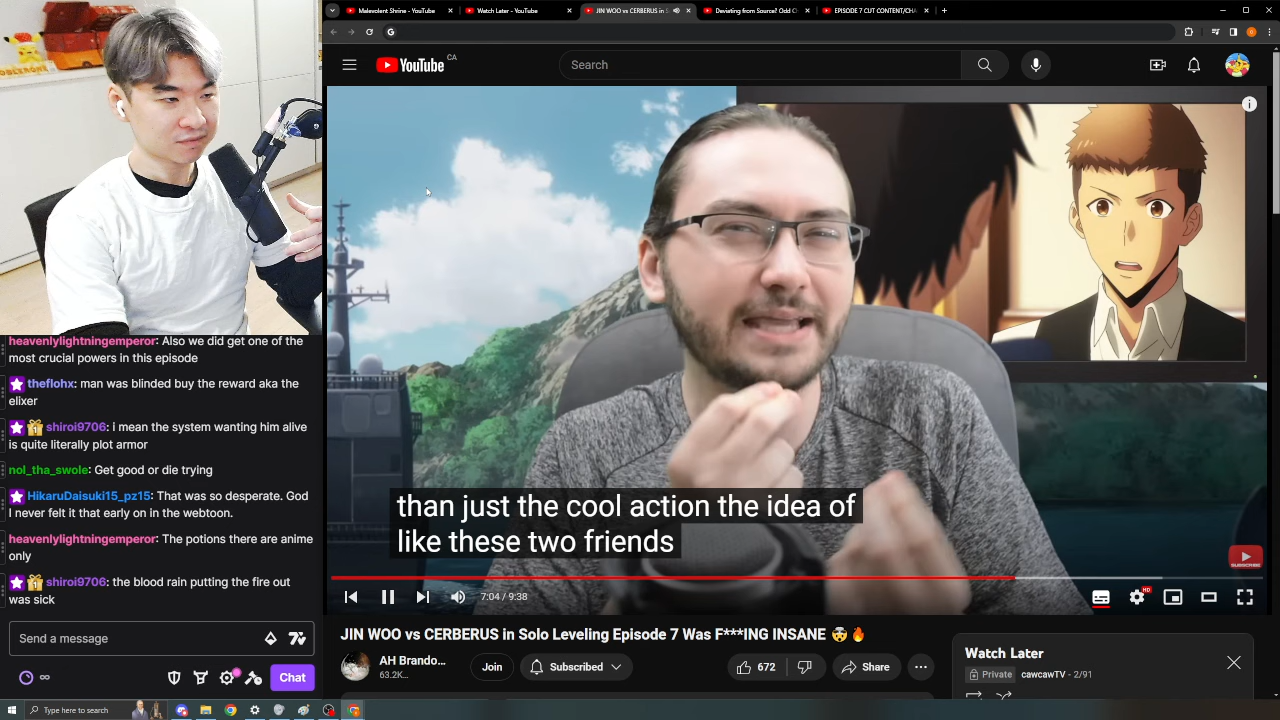 Malevolent Shrine - YouTube
Watch Later - YouTube
JIN WOO vs CERBERUS in S
Deviating from Source? Odd C
EPISODE 7 CUT CONTENT/CHA
YouTube CA
Search
than just the cool action the idea of
like these two friends
SUBSCRIBE
7:04 / 9:38
HD
JIN WOO vs CERBERUS in Solo Leveling Episode 7 Was F***ING INSANE 🤯🔥
AH Brando...
63.2K...
Join
Subscribed
672
Share
Watch Later
Private cawcawTV - 2/91
heavenlylightningemperor: Also we did get one of the
most crucial powers in this episode
theflohx: man was blinded buy the reward aka the
elixer
shiroi9706: i mean the system wanting him alive
is quite literally plot armor
nol_tha_swole: Get good or die trying
HikaruDaisuki15_pz15: That was so desperate. God
I never felt it that early on in the webtoon.
heavenlylightningemperor: The potions there are anime
only
shiroi9706: the blood rain putting the fire out
was sick
Send a message
Chat
Type here to search